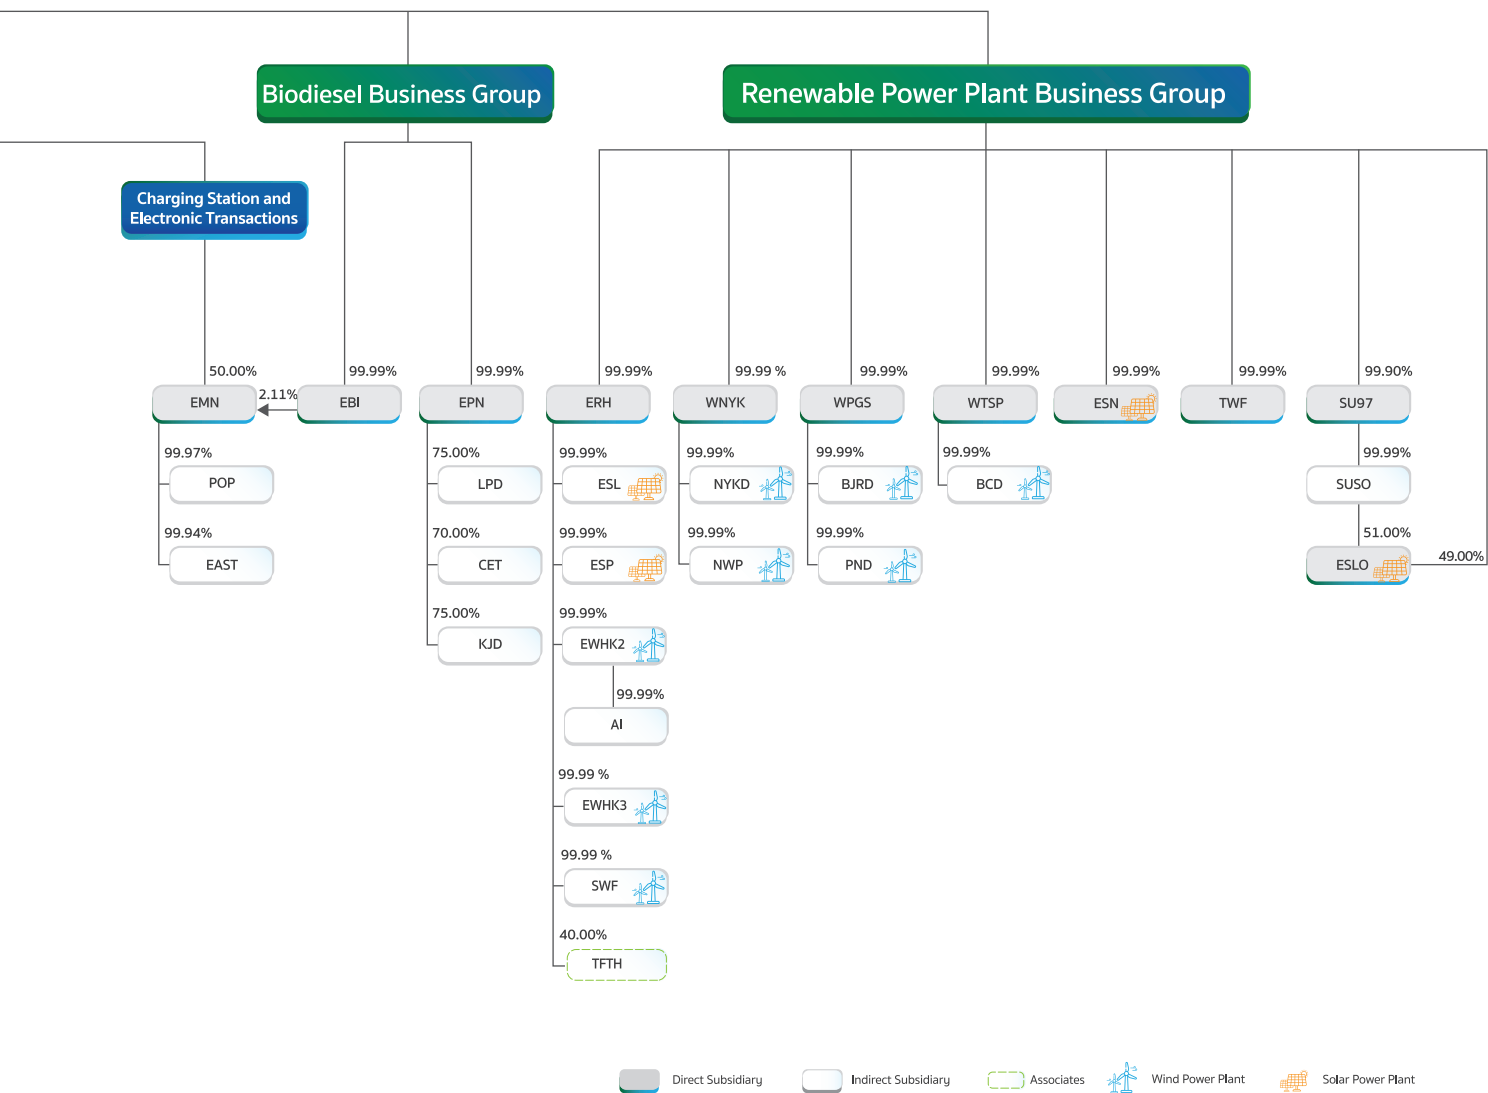 Biodiesel Business Group
Renewable Power Plant Business Group
Charging Station and
Electronic Transactions
50.00%
99.99%
99.99%
99.99%
99.99 %
99.99%
99.99%
99.99%
99.99%
99.90%
EMN
2.11%
EBI
EPN
ERH
WNYK
WPGS
WTSP
ESN
TWF
SU97
99.97%
75.00%
99.99%
99.99%
99.99%
99.99%
99.99%
POP
LPD
ESL
NYKD
BJRD
BCD
SUSO
99.94%
70.00%
99.99%
99.99%
99.99%
51.00%
EAST
CET
ESP
NWP
PND
ESLO
49.00%
75.00%
99.99%
KJD
EWHK2
99.99%
AI
99.99 %
EWHK3
99.99 %
SWF
40.00%
TFTH
Direct Subsidiary
Indirect Subsidiary
Associates
Wind Power Plant
Solar Power Plant